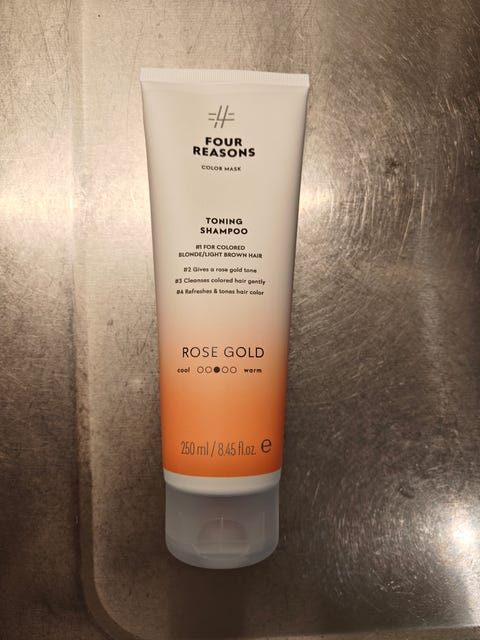 FOUR
REASONS
COLOR MASK
TONING
SHAMPOO
#1 FOR COLORED
BLONDE/LIGHT BROWN HAIR
#2 Gives a rose gold tone
#3 Cleanses colored hair gently
#4 Refreshes & tones hair color
ROSE GOLD
cool ○○●○○ warm
250 ml / 8.45 fl.oz. ℮